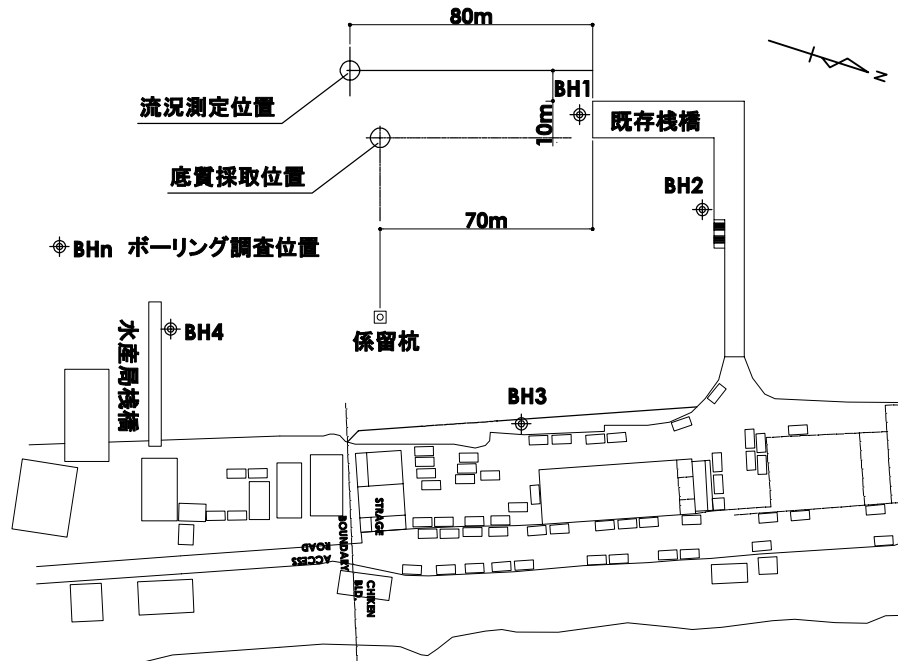 80m
N
流況測定位置
BH1
10m
既存桟橋
底質採取位置
BH2
70m
BHn ボーリング調査位置
BH4
水産局桟橋
係留杭
BH3
STRAGE
BOUNDARY
ACCESS
ROAD
CHIKEN
BLD.